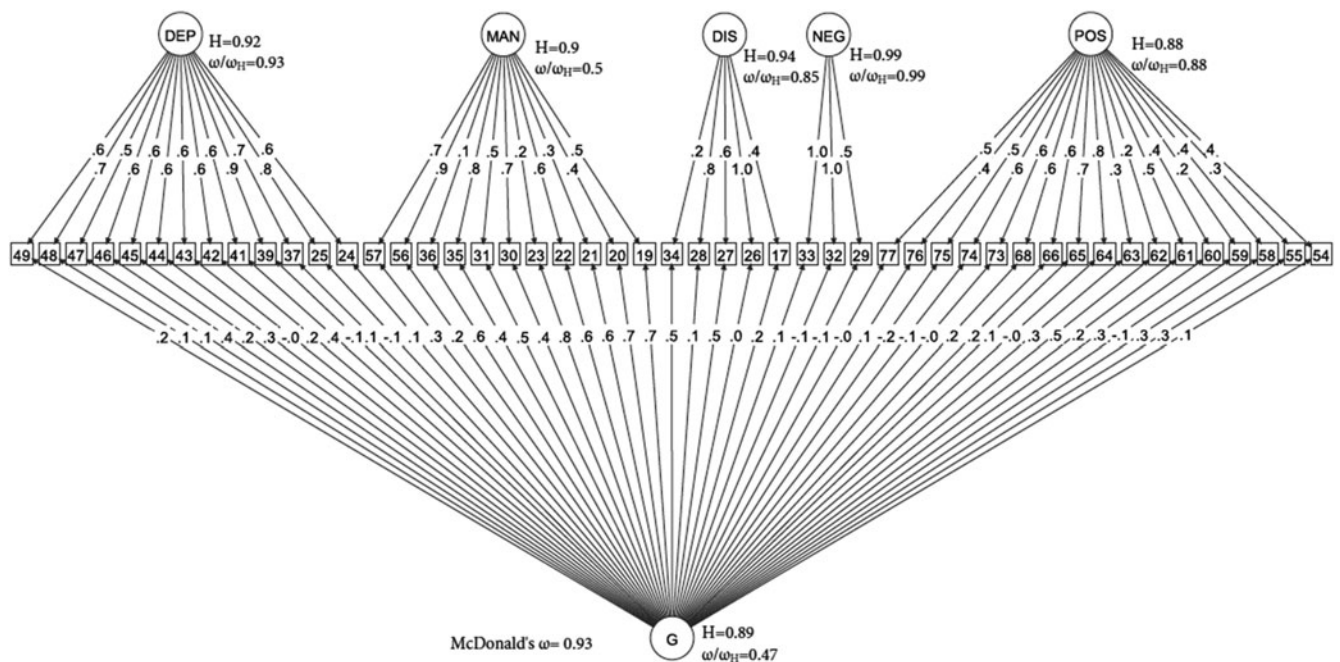 DEP
H=0.92
ω/ωH=0.93
MAN
H=0.9
ω/ωH=0.5
DIS
H=0.94
ω/ωH=0.85
NEG
H=0.99
ω/ωH=0.99
POS
H=0.88
ω/ωH=0.88
.6 .5 .6 .6 .6 .7 .6 .7 .1 .5 .2 .3 .5 .2 .6 .4 1.0 .5 .5 .5 .6 .6 .8 .2 .4 .4 .4
.7 .6 .6 .6 .9 .8 .9 .8 .7 .6 .4 .8 1.0 1.0 .4 .6 .6 .7 .3 .5 .2 .3
49 48 47 46 45 44 43 42 41 39 37 25 24 57 56 36 35 31 30 23 22 21 20 19 34 28 27 26 17 33 32 29 77 76 75 74 73 68 66 65 64 63 62 61 60 59 58 55 54
.2 .1 .1 .4 .2 .3 -.0 .2 .4 -.1 .1 -.1 .1 .3 .2 .6 .4 .5 .4 .8 .6 .6 .7 .7 .5 .1 .5 .0 .2 .1 -.1 -.1 -.0 .1 -.2 -.1 -.0 .2 .2 .1 -.0 .3 .5 .2 .3 -.1 .3 .3 .1
McDonald's ω= 0.93
G
H=0.89
ω/ωH=0.47